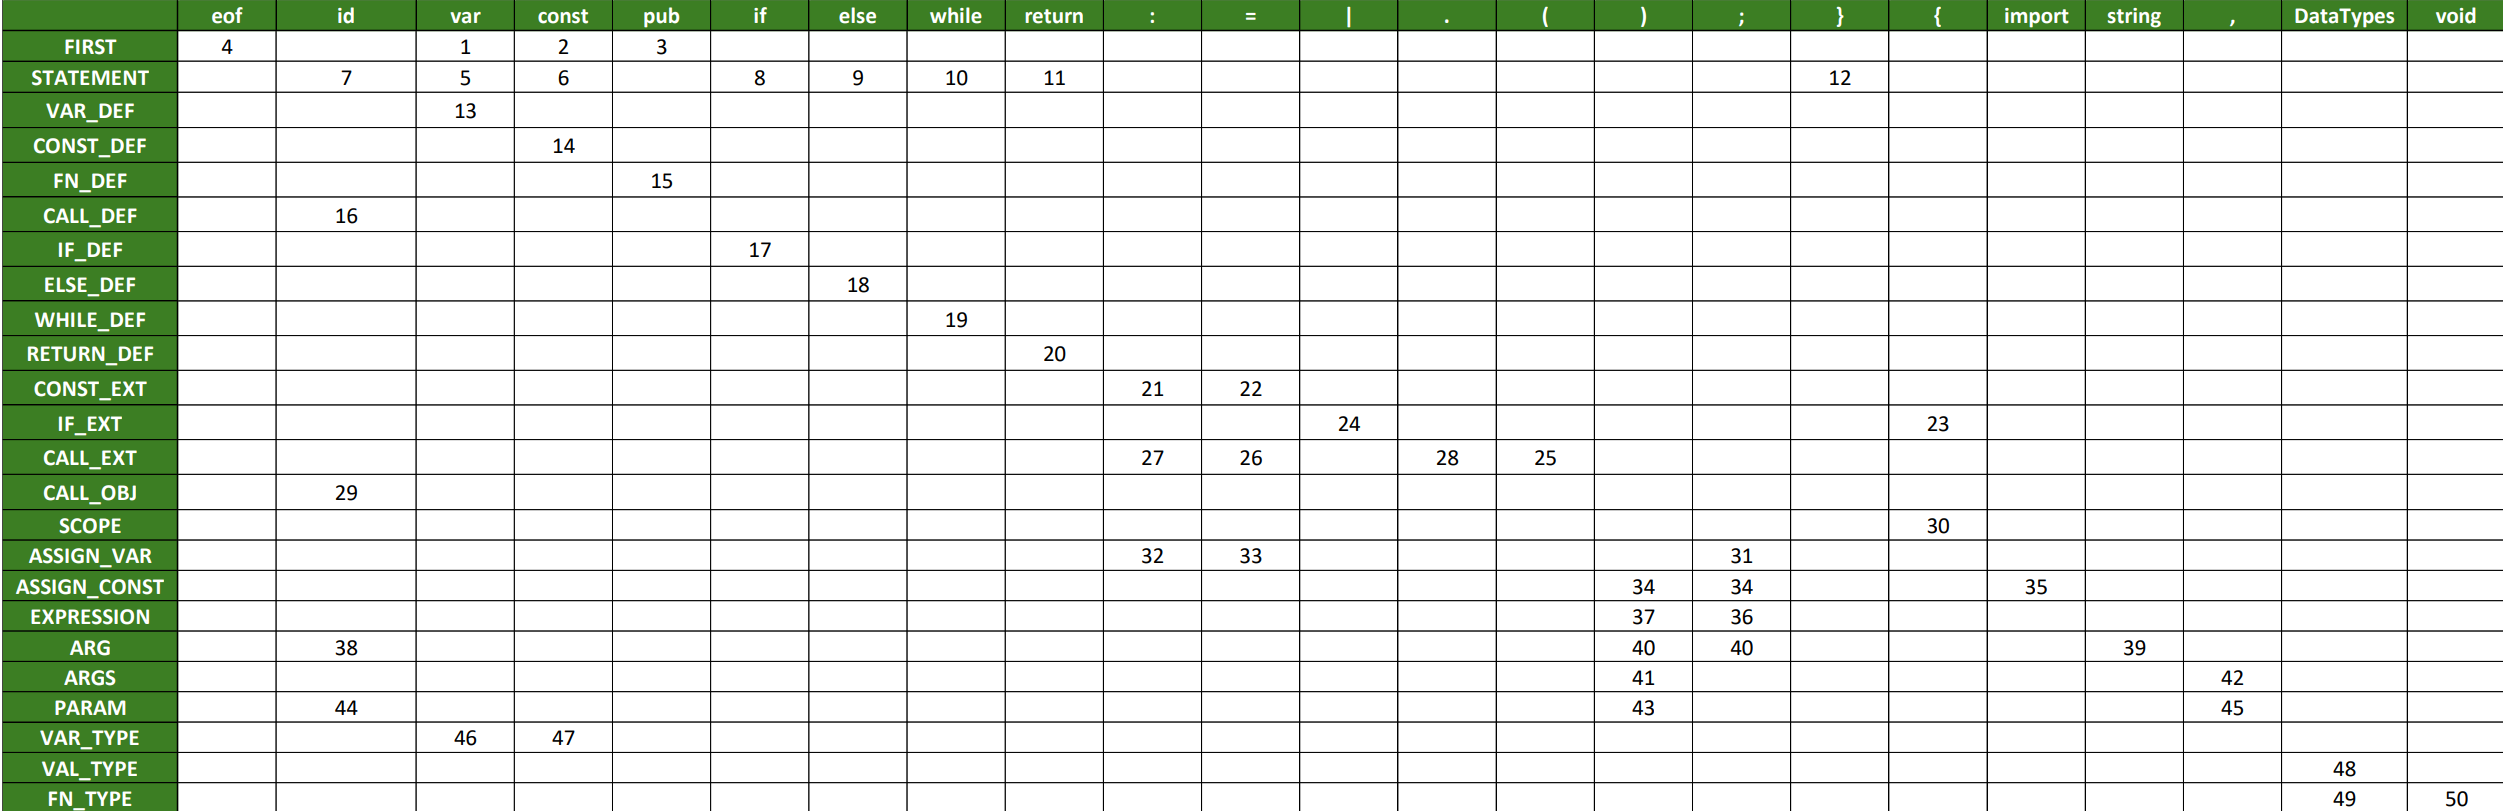 eof id var const pub if else while return : = | . ( ) ; } { import string , DataTypes void
FIRST 4 1 2 3
STATEMENT 7 5 6 8 9 10 11 12
VAR_DEF 13
CONST_DEF 14
FN_DEF 15
CALL_DEF 16
IF_DEF 17
ELSE_DEF 18
WHILE_DEF 19
RETURN_DEF 20
CONST_EXT 21 22
IF_EXT 24 23
CALL_EXT 27 26 28 25
CALL_OBJ 29
SCOPE 30
ASSIGN_VAR 32 33 31
ASSIGN_CONST 34 34 35
EXPRESSION 37 36
ARG 38 40 40 39
ARGS 41 42
PARAM 44 43 45
VAR_TYPE 46 47
VAL_TYPE 48
FN_TYPE 49 50